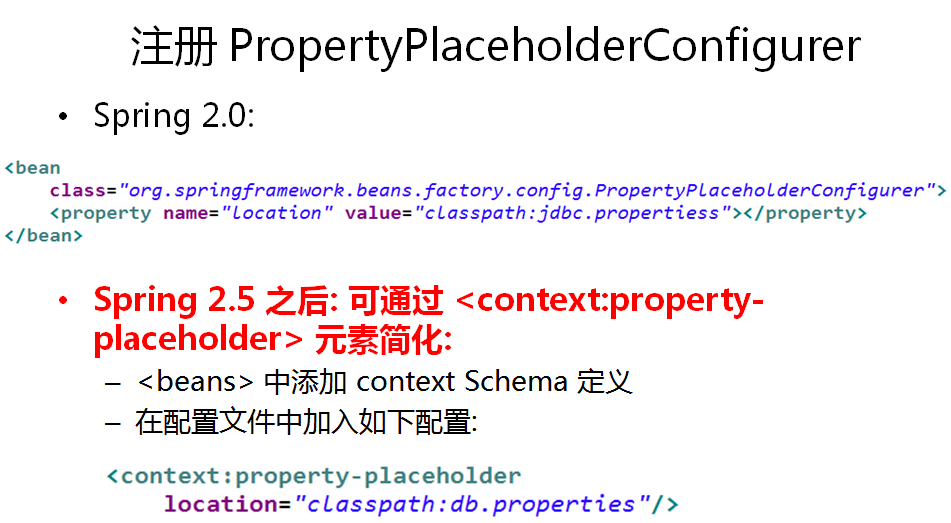 注册 PropertyPlaceholderConfigurer
• Spring 2.0:
<bean
class="org.springframework.beans.factory.config.PropertyPlaceholderConfigurer">
<property name="location" value="classpath:jdbc.propertiess"></property>
</bean>
• Spring 2.5 之后: 可通过 <context:property-
placeholder> 元素简化:
– <beans> 中添加 context Schema 定义
– 在配置文件中加入如下配置:
<context:property-placeholder
location="classpath:db.properties"/>